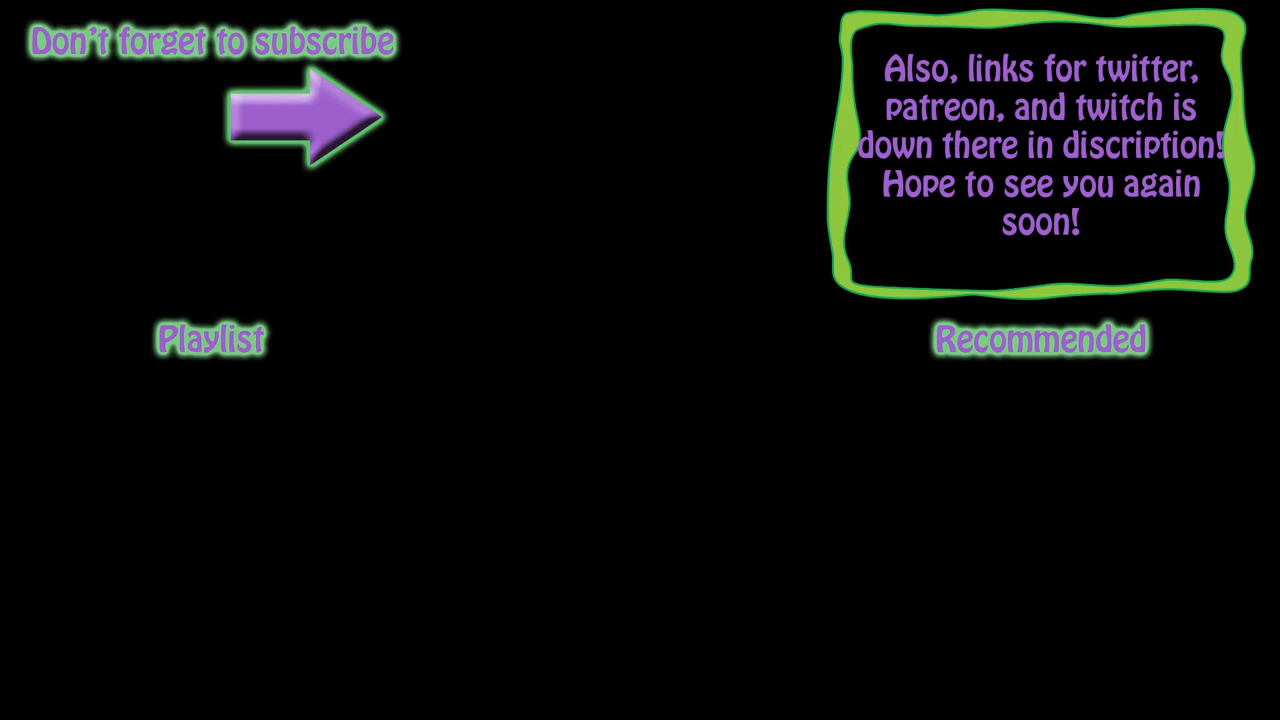 Don't forget to subscribe
Also, links for twitter,
patreon, and twitch is
down there in discription!
Hope to see you again
soon!
Playlist
Recommended